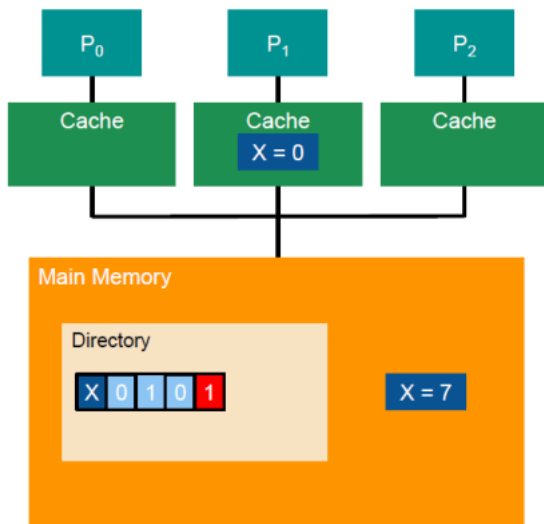 P₀ P₁ P₂
Cache Cache Cache
X = 0
Main Memory
Directory
X 0 1 0 1
X = 7